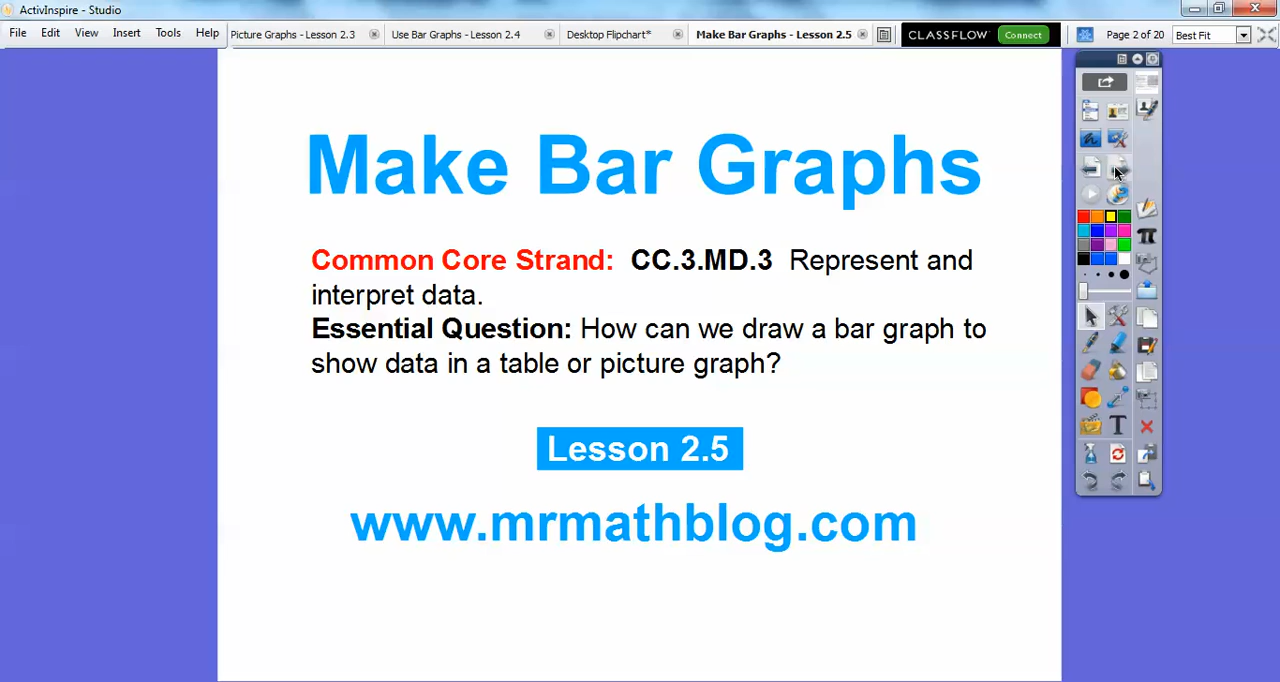 ActivInspire - Studio
File Edit View Insert Tools Help
Picture Graphs - Lesson 2.3
Use Bar Graphs - Lesson 2.4
Desktop Flipchart*
Make Bar Graphs - Lesson 2.5
CLASSFLOW
Connect
Page 2 of 20
Best Fit
Make Bar Graphs
Common Core Strand: CC.3.MD.3 Represent and
interpret data.
Essential Question: How can we draw a bar graph to
show data in a table or picture graph?
Lesson 2.5
www.mrmathblog.com